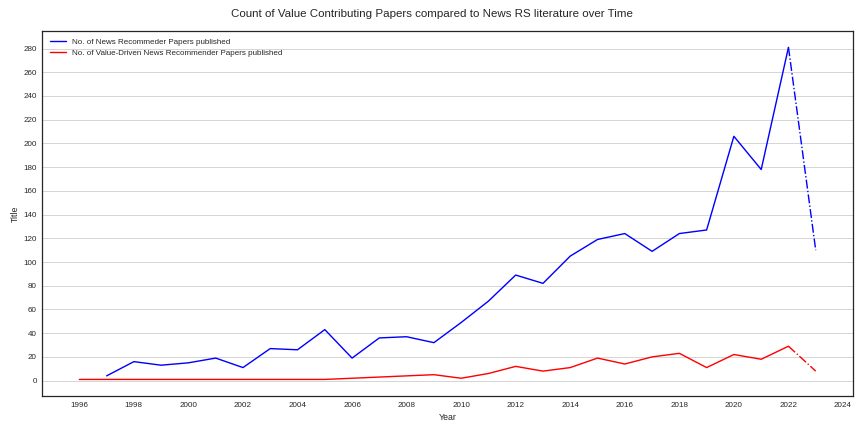 Count of Value Contributing Papers compared to News RS literature over Time
No. of News Recommeder Papers published
No. of Value-Driven News Recommender Papers published
280
260
240
220
200
180
160
140
120
100
80
60
40
20
0
Title
1996 1998 2000 2002 2004 2006 2008 2010 2012 2014 2016 2018 2020 2022 2024
Year